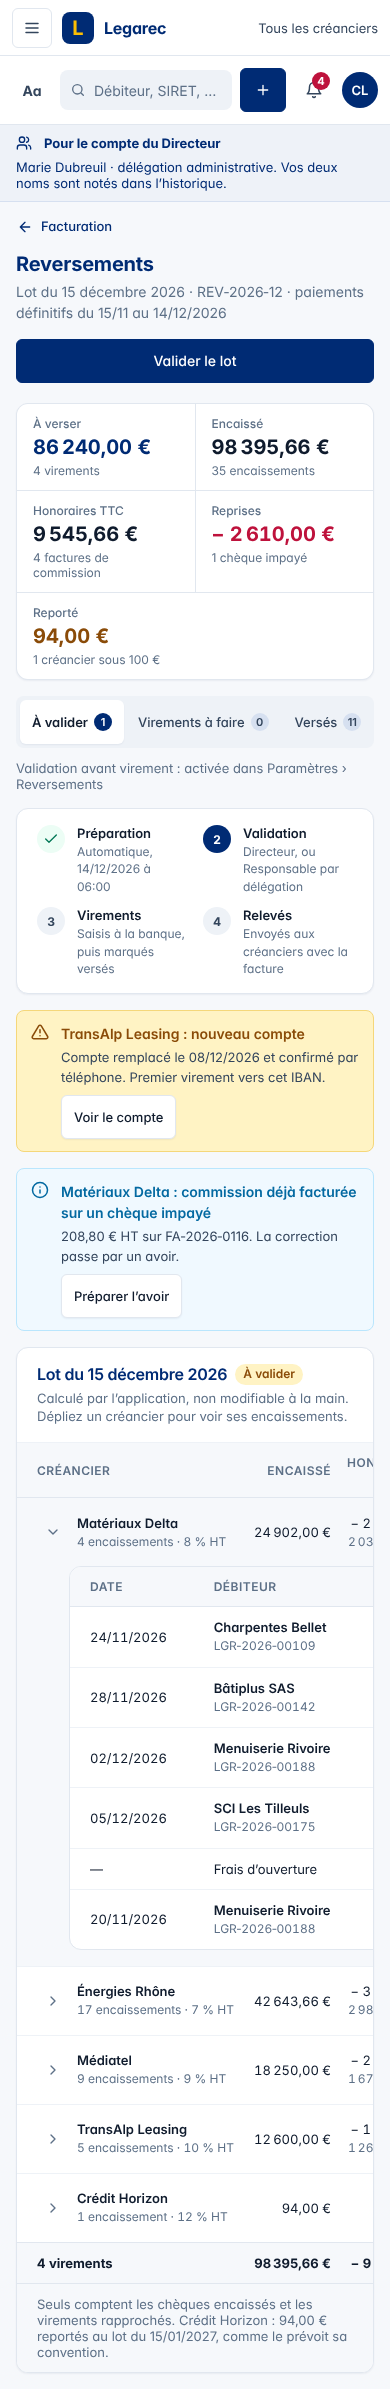 L Legarec
Tous les créanciers
Aa
Débiteur, SIRET, ...
+
4
CL
Pour le compte du Directeur
Marie Dubreuil · délégation administrative. Vos deux
noms sont notés dans l'historique.
← Facturation
Reversements
Lot du 15 décembre 2026 · REV-2026-12 · paiements
définitifs du 15/11 au 14/12/2026
Valider le lot
À verser
86 240,00 €
4 virements
Encaissé
98 395,66 €
35 encaissements
Honoraires TTC
9 545,66 €
4 factures de
commission
Reprises
− 2 610,00 €
1 chèque impayé
Reporté
94,00 €
1 créancier sous 100 €
À valider 1
Virements à faire 0
Versés 11
Validation avant virement : activée dans Paramètres ›
Reversements
Préparation
Automatique,
14/12/2026 à
06:00
2
Validation
Directeur, ou
Responsable par
délégation
3
Virements
Saisis à la banque,
puis marqués
versés
4
Relevés
Envoyés aux
créanciers avec la
facture
TransAlp Leasing : nouveau compte
Compte remplacé le 08/12/2026 et confirmé par
téléphone. Premier virement vers cet IBAN.
Voir le compte
Matériaux Delta : commission déjà facturée
sur un chèque impayé
208,80 € HT sur FA-2026-0116. La correction
passe par un avoir.
Préparer l'avoir
Lot du 15 décembre 2026 À valider
Calculé par l'application, non modifiable à la main.
Dépliez un créancier pour voir ses encaissements.
CRÉANCIER ENCAISSÉ HON
Matériaux Delta 24 902,00 € − 2
4 encaissements · 8 % HT 2 03
DATE DÉBITEUR
24/11/2026 Charpentes Bellet
LGR-2026-00109
28/11/2026 Bâtiplus SAS
LGR-2026-00142
02/12/2026 Menuiserie Rivoire
LGR-2026-00188
05/12/2026 SCI Les Tilleuls
LGR-2026-00175
— Frais d'ouverture
20/11/2026 Menuiserie Rivoire
LGR-2026-00188
Énergies Rhône 42 643,66 € − 3
17 encaissements · 7 % HT 2 98
Médiatel 18 250,00 € − 2
9 encaissements · 9 % HT 1 67
TransAlp Leasing 12 600,00 € − 1
5 encaissements · 10 % HT 1 26
Crédit Horizon 94,00 €
1 encaissement · 12 % HT
4 virements 98 395,66 € − 9
Seuls comptent les chèques encaissés et les
virements rapprochés. Crédit Horizon : 94,00 €
reportés au lot du 15/01/2027, comme le prévoit sa
convention.